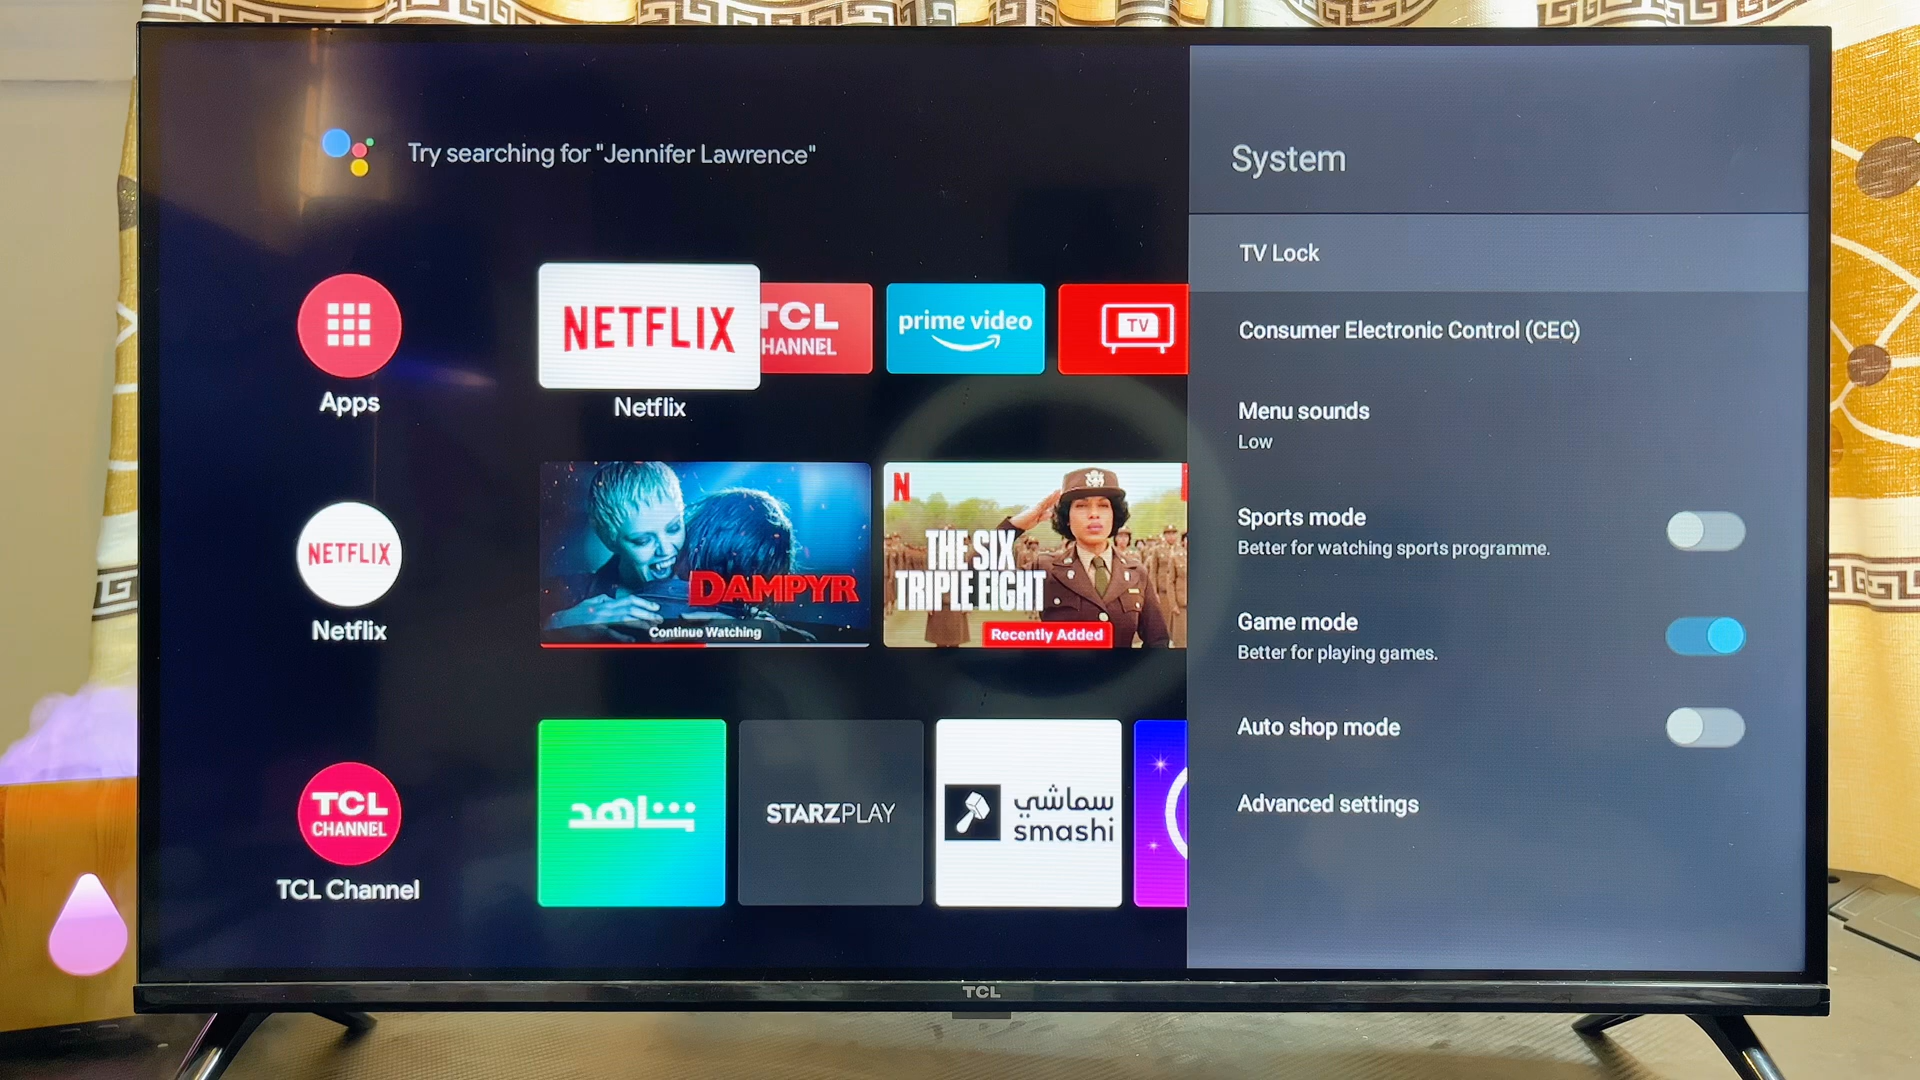 Try searching for "Jennifer Lawrence"
Apps
NETFLIX
Netflix
TCL
HANNEL
prime video
TV
NETFLIX
Netflix
DAMPYR
Continue Watching
N
THE SIX
TRIPLE EIGHT
Recently Added
TCL
CHANNEL
TCL Channel
شاهد
STARZPLAY
سماشي
smashi
System
TV Lock
Consumer Electronic Control (CEC)
Menu sounds
Low
Sports mode
Better for watching sports programme.
Game mode
Better for playing games.
Auto shop mode
Advanced settings
TCL